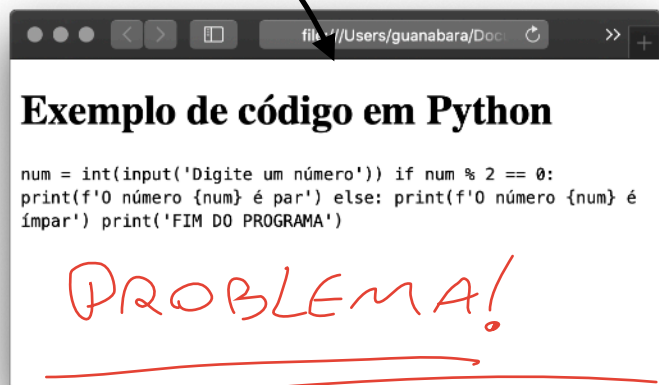 file:///Users/guanabara/Doc
Exemplo de código em Python
num = int(input('Digite um número')) if num % 2 == 0:
print(f'O número {num} é par') else: print(f'O número {num} é
ímpar') print('FIM DO PROGRAMA')
PROBLEMA!